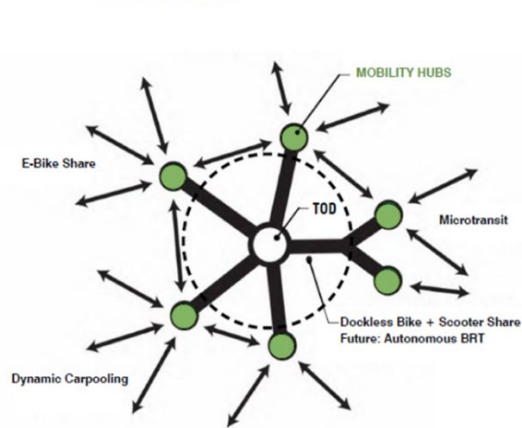 MOBILITY HUBS
E-Bike Share
TOD
Microtransit
Dockless Bike + Scooter Share
Future: Autonomous BRT
Dynamic Carpooling